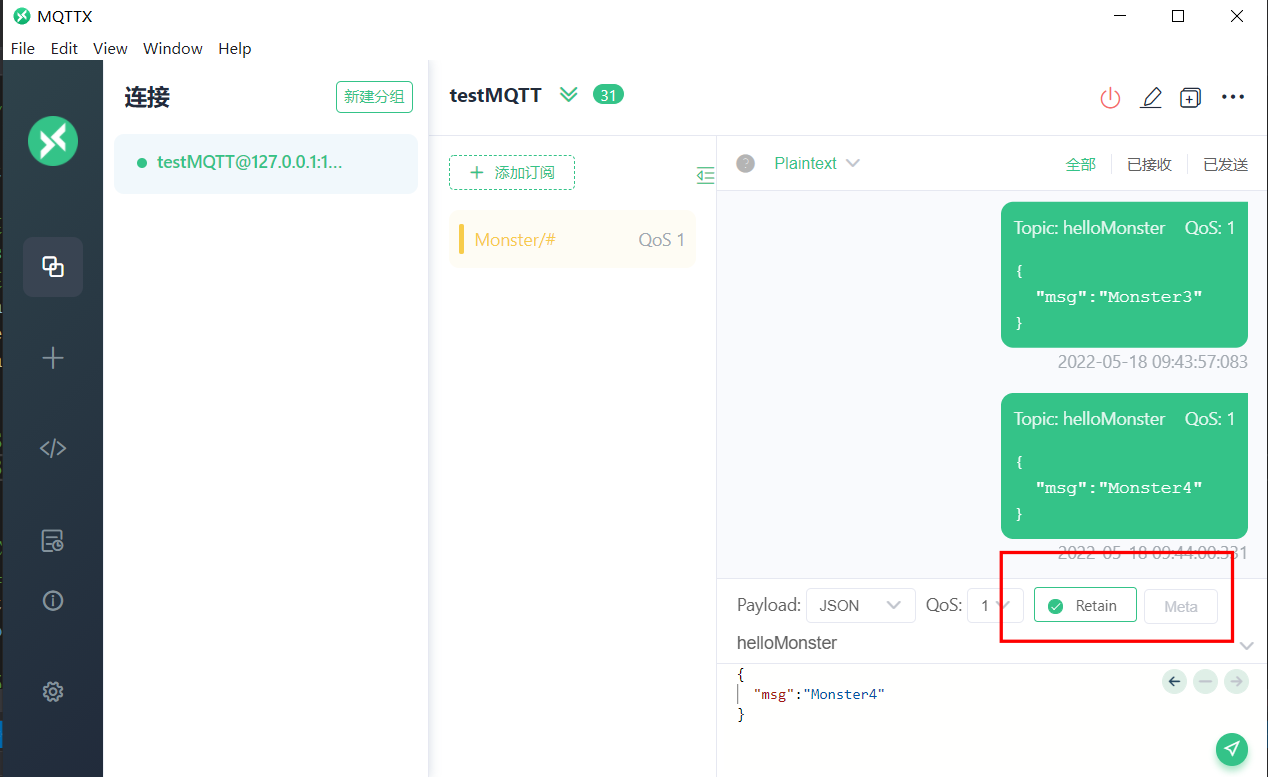 MQTTX
File Edit View Window Help
连接
新建分组
testMQTT@127.0.0.1:1...
testMQTT 31
添加订阅
Monster/# QoS 1
Plaintext
全部 已接收 已发送
Topic: helloMonster QoS: 1
{
"msg":"Monster3"
}
2022-05-18 09:43:57:083
Topic: helloMonster QoS: 1
{
"msg":"Monster4"
}
2022-05-18 09:44:00:331
Payload: JSON QoS: 1 Retain Meta
helloMonster
{
"msg":"Monster4"
}